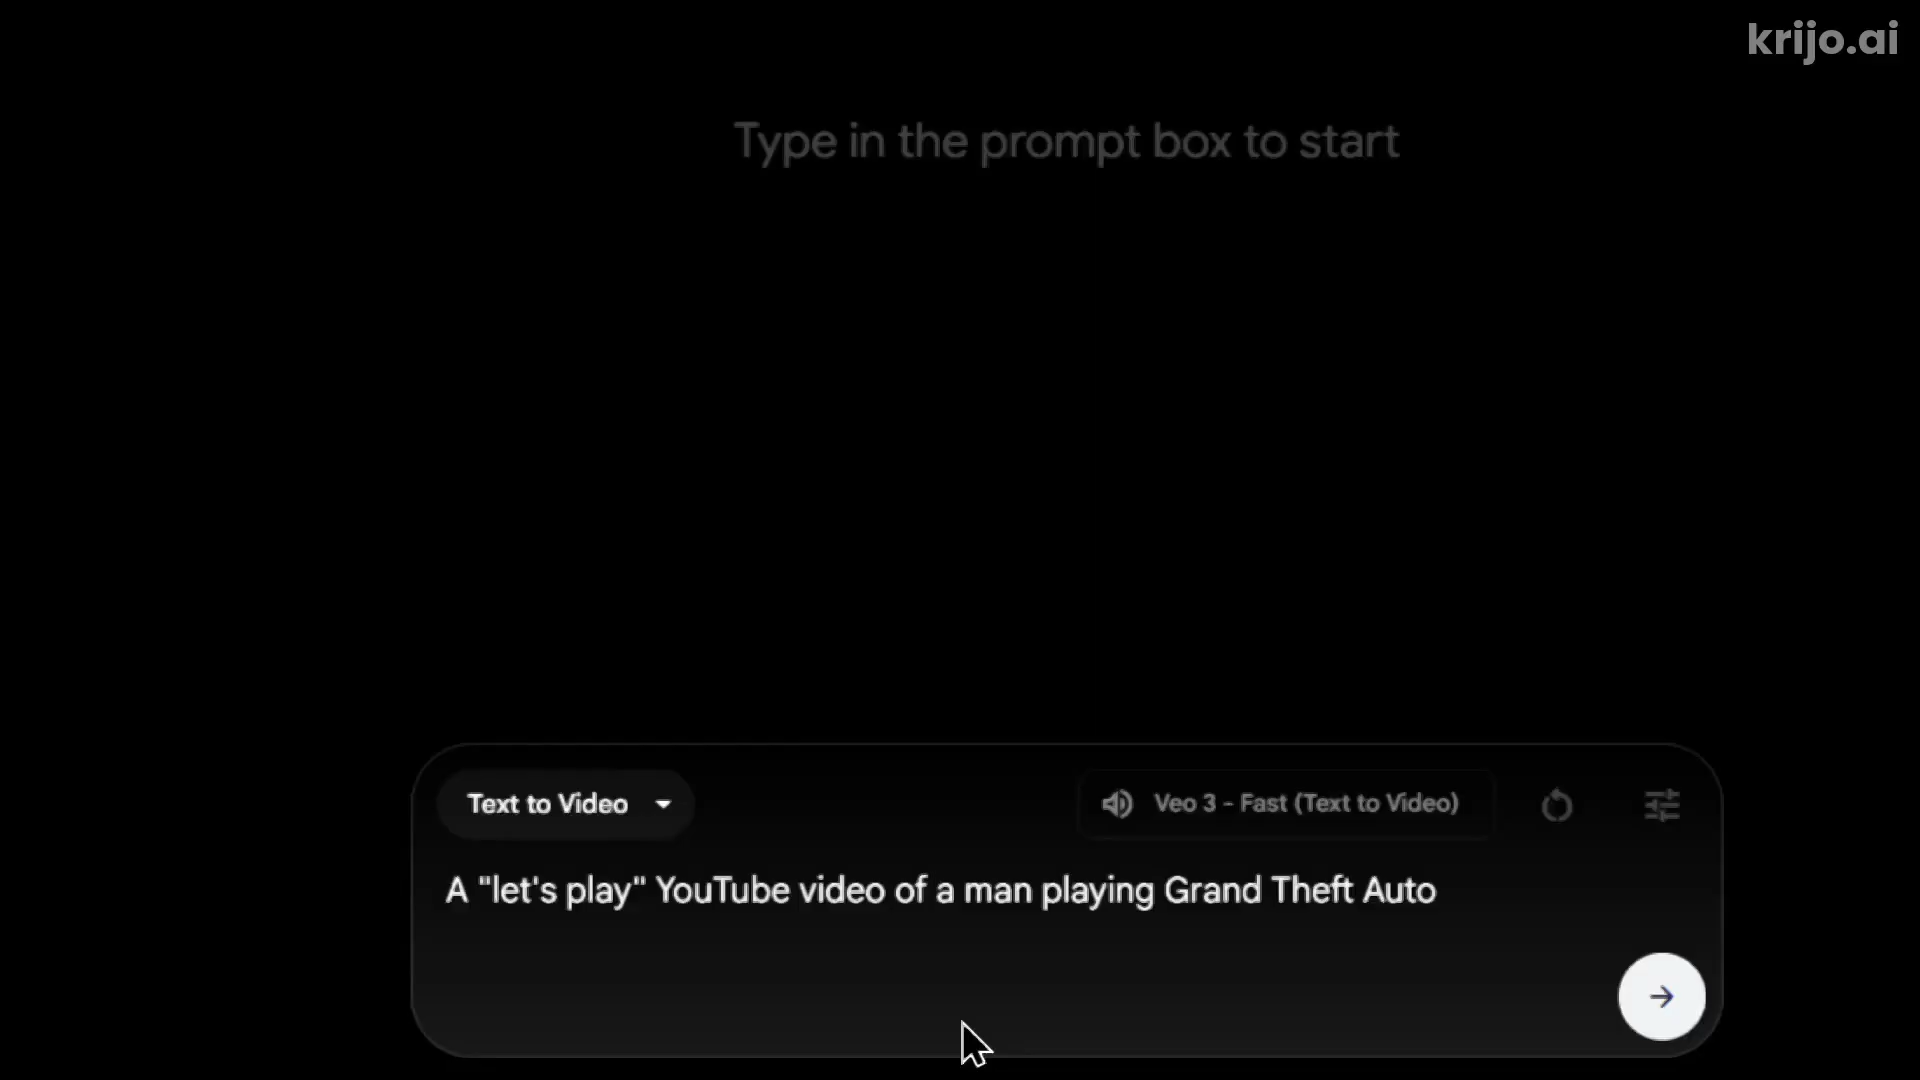 krijo.ai
Type in the prompt box to start
Text to Video
Veo 3 - Fast (Text to Video)
A "let's play" YouTube video of a man playing Grand Theft Auto